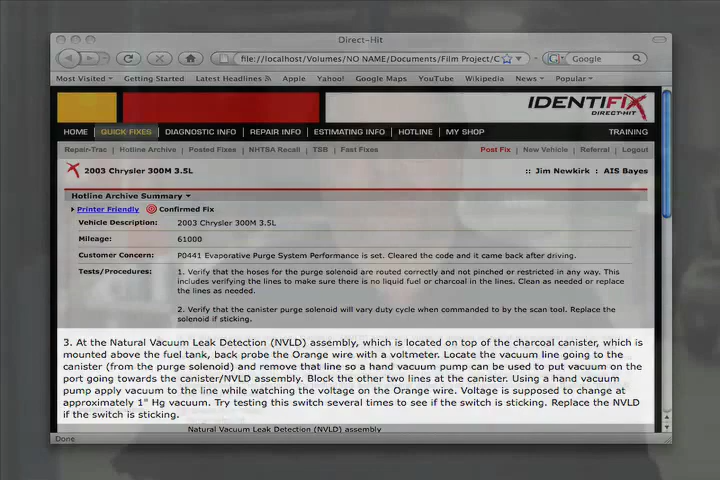 Direct-Hit
file://localhost/Volumes/NO NAME/Documents/Film Project/C
Google
Most Visited Getting Started Latest Headlines Apple Yahoo! Google Maps YouTube Wikipedia News Popular
IDENTIFIX
DIRECT-HIT
HOME QUICK FIXES DIAGNOSTIC INFO REPAIR INFO ESTIMATING INFO HOTLINE MY SHOP TRAINING
Repair-Trac | Hotline Archive | Posted Fixes | NHTSA Recall | TSB | Fast Fixes Post Fix | New Vehicle | Referral | Logout
2003 Chrysler 300M 3.5L :: Jim Newkirk : AIS Bayes
Hotline Archive Summary
Printer Friendly Confirmed Fix
Vehicle Description: 2003 Chrysler 300M 3.5L
Mileage: 61000
Customer Concern: P0441 Evaporative Purge System Performance is set. Cleared the code and it came back after driving.
Tests/Procedures: 1. Verify that the hoses for the purge solenoid are routed correctly and not pinched or restricted in any way. This
includes verifying the lines to make sure there is no liquid fuel or charcoal in the lines. Clean as needed or replace
the lines as needed.
2. Verify that the canister purge solenoid will vary duty cycle when commanded to by the scan tool. Replace the
solenoid if sticking.
3. At the Natural Vacuum Leak Detection (NVLD) assembly, which is located on top of the charcoal canister, which is
mounted above the fuel tank, back probe the Orange wire with a voltmeter. Locate the vacuum line going to the
canister (from the purge solenoid) and remove that line so a hand vacuum pump can be used to put vacuum on the
port going towards the canister/NVLD assembly. Block the other two lines at the canister. Using a hand vacuum
pump apply vacuum to the line while watching the voltage on the Orange wire. Voltage is supposed to change at
approximately 1" Hg vacuum. Try testing this switch several times to see if the switch is sticking. Replace the NVLD
if the switch is sticking.
Natural Vacuum Leak Detection (NVLD) assembly
Done